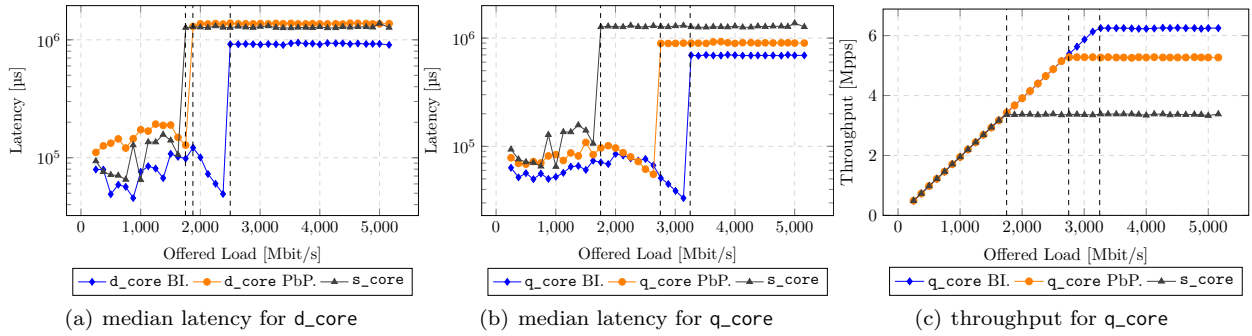 10^6
10^5
Latency [µs]
0 1,000 2,000 3,000 4,000 5,000
Offered Load [Mbit/s]
d_core BI. d_core PbP. s_core
(a) median latency for d_core
10^6
10^5
Latency [µs]
0 1,000 2,000 3,000 4,000 5,000
Offered Load [Mbit/s]
q_core BI. q_core PbP. s_core
(b) median latency for q_core
6
4
2
0
Throughput [Mpps]
0 1,000 2,000 3,000 4,000 5,000
Offered Load [Mbit/s]
q_core BI. q_core PbP. s_core
(c) throughput for q_core